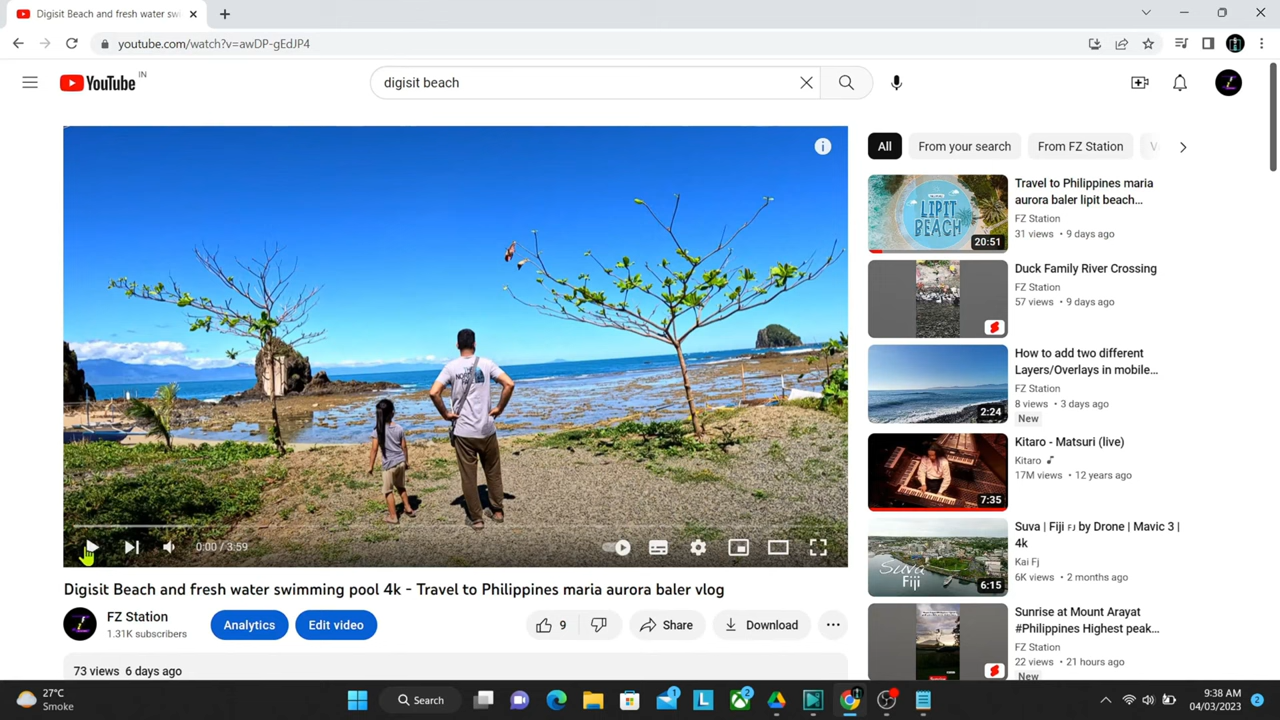 Digisit Beach and fresh water sw
youtube.com/watch?v=awDP-gEdJP4
YouTube
IN
digisit beach
All
From your search
From FZ Station
Travel to Philippines maria
aurora baler lipit beach…
FZ Station
31 views • 9 days ago
LIPIT
BEACH
20:51
Duck Family River Crossing
FZ Station
57 views • 9 days ago
How to add two different
Layers/Overlays in mobile…
FZ Station
8 views • 3 days ago
New
2:24
Kitaro - Matsuri (live)
Kitaro
17M views • 12 years ago
7:35
Suva | Fiji FJ by Drone | Mavic 3 |
4k
Kai Fj
6K views • 2 months ago
Suva
Fiji
6:15
Sunrise at Mount Arayat
#Philippines Highest peak…
FZ Station
22 views • 21 hours ago
New
0:00 / 3:59
Digisit Beach and fresh water swimming pool 4k - Travel to Philippines maria aurora baler vlog
FZ Station
1.31K subscribers
Analytics
Edit video
9
Share
Download
73 views 6 days ago
27°C
Smoke
Search
1
L
2
9:38 AM
04/03/2023
2